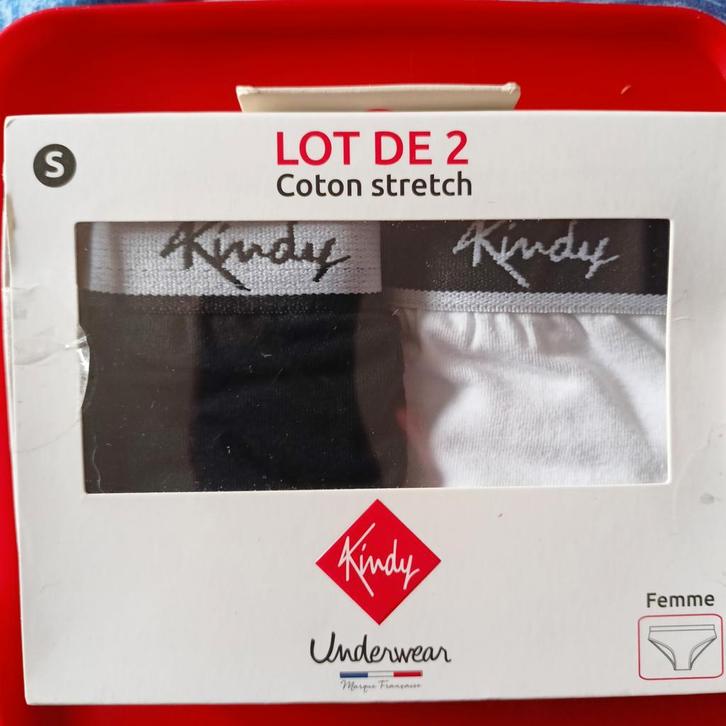 S
LOT DE 2
Coton stretch
Kindy
Kindy
Kindy
Femme
Underwear
Marque Française